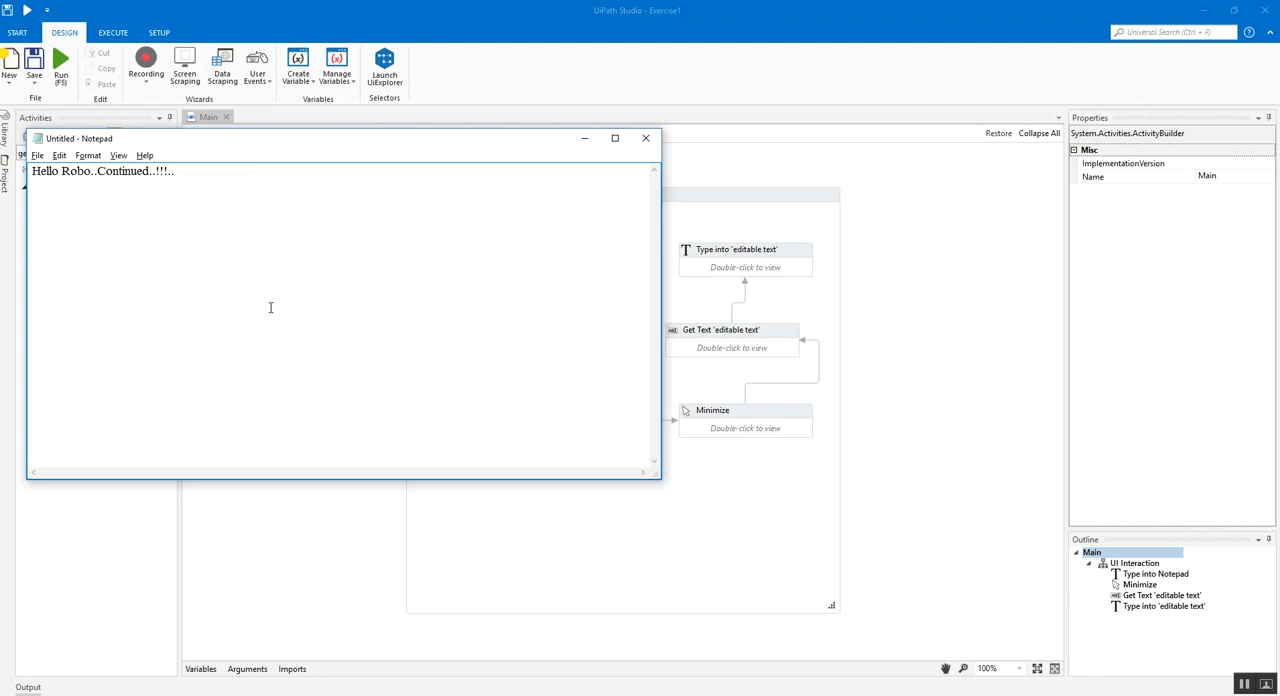 UiPath Studio - Exercise1
START DESIGN EXECUTE SETUP
Universal Search (Ctrl + F)
New Save Run (F5)
Cut
Copy
Paste
Recording Screen Scraping Data Scraping User Events
Create Variable Manage Variables
Launch UiExplorer
File Edit Wizards Variables Selectors
Activities
Main
Library
Project
Restore Collapse All
Untitled - Notepad
File Edit Format View Help
Hello Robo..Continued..!!!..
ge
Type into 'editable text'
Double-click to view
Get Text 'editable text'
Double-click to view
Minimize
Double-click to view
Properties
System.Activities.ActivityBuilder
Misc
ImplementationVersion
Name Main
Outline
Main
UI Interaction
Type into Notepad
Minimize
Get Text 'editable text'
Type into 'editable text'
Variables Arguments Imports
100%
Output